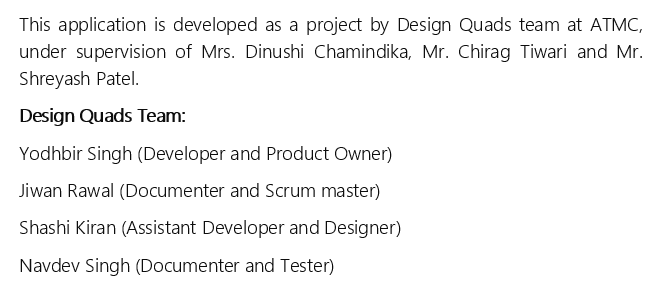 This application is developed as a project by Design Quads team at ATMC,
under supervision of Mrs. Dinushi Chamindika, Mr. Chirag Tiwari and Mr.
Shreyash Patel.
Design Quads Team:
Yodhbir Singh (Developer and Product Owner)
Jiwan Rawal (Documenter and Scrum master)
Shashi Kiran (Assistant Developer and Designer)
Navdev Singh (Documenter and Tester)